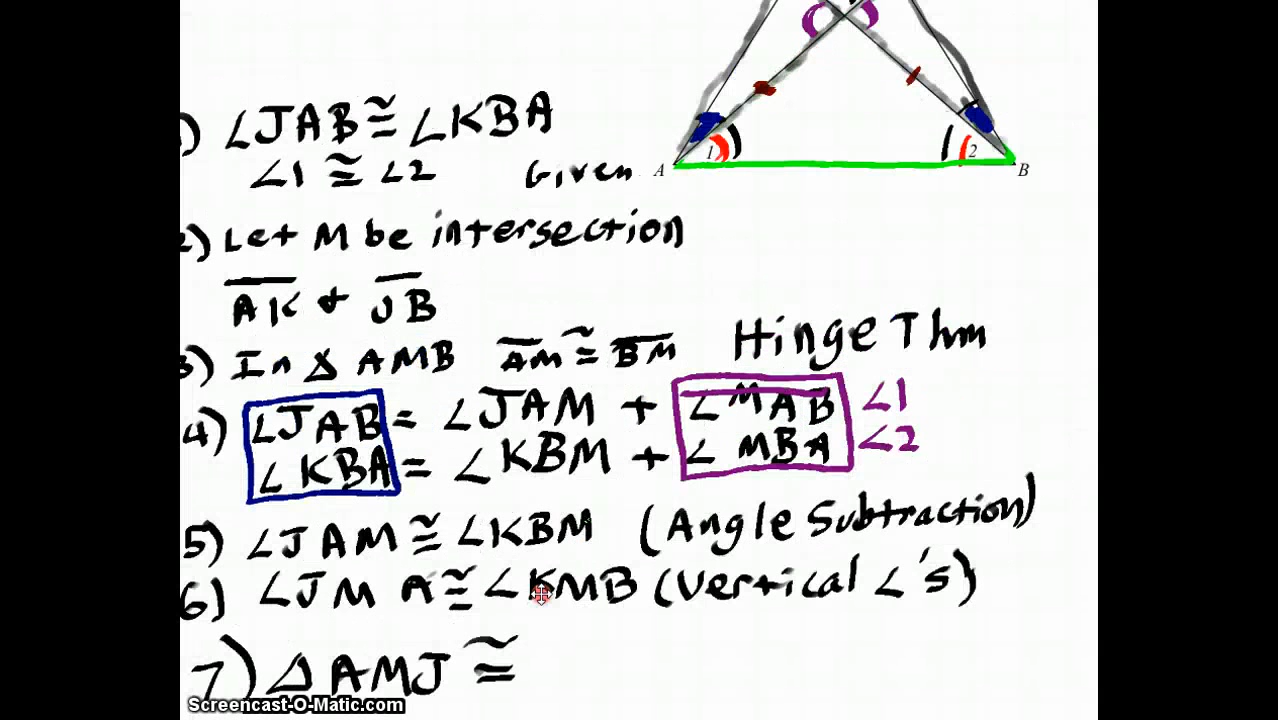 1 2
A B
1) ∠JAB ≅ ∠KBA
∠1 ≅ ∠2 Given
2) Let M be intersection
AK + JB
3) In △ AMB AM ≅ BM Hinge Thm
4) ∠JAB = ∠JAM + ∠MAB ∠1
∠KBA = ∠KBM + ∠MBA ∠2
5) ∠JAM ≅ ∠KBM (Angle Subtraction)
6) ∠JMA ≅ ∠KMB (Vertical ∠'s)
7) △AMJ ≅
Screencast-O-Matic.com